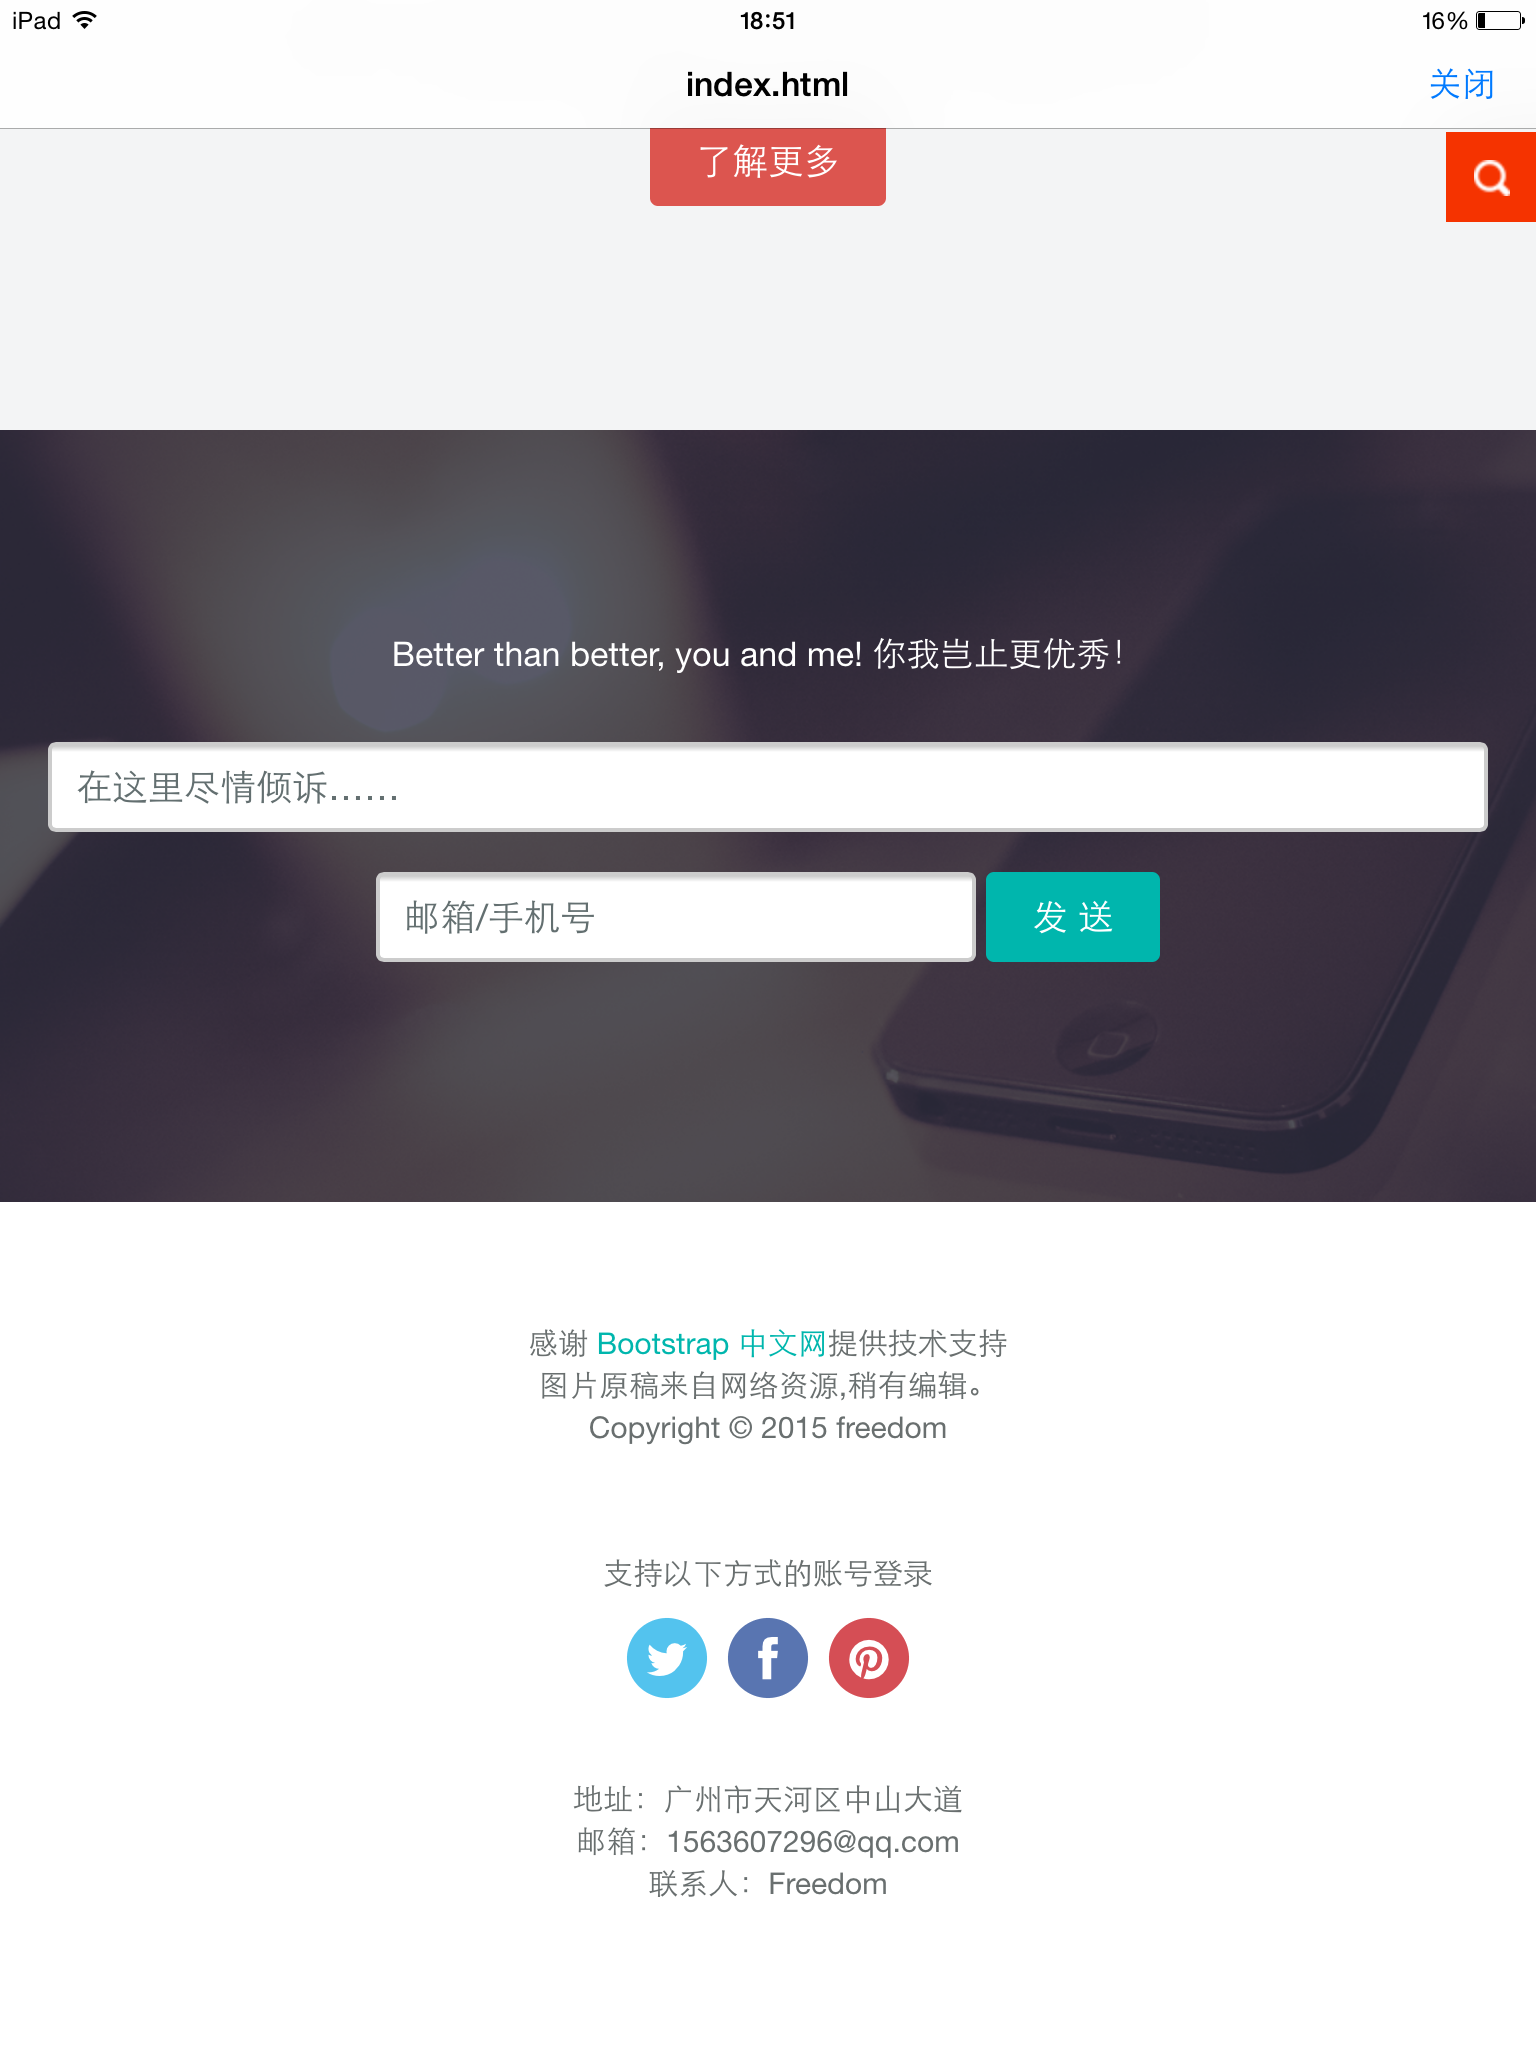 iPad 18:51 16%
index.html 关闭
了解更多
Better than better, you and me! 你我岂止更优秀！
在这里尽情倾诉……
邮箱/手机号 发 送
感谢 Bootstrap 中文网提供技术支持
图片原稿来自网络资源,稍有编辑。
Copyright © 2015 freedom
支持以下方式的账号登录
地址：广州市天河区中山大道
邮箱：1563607296@qq.com
联系人：Freedom